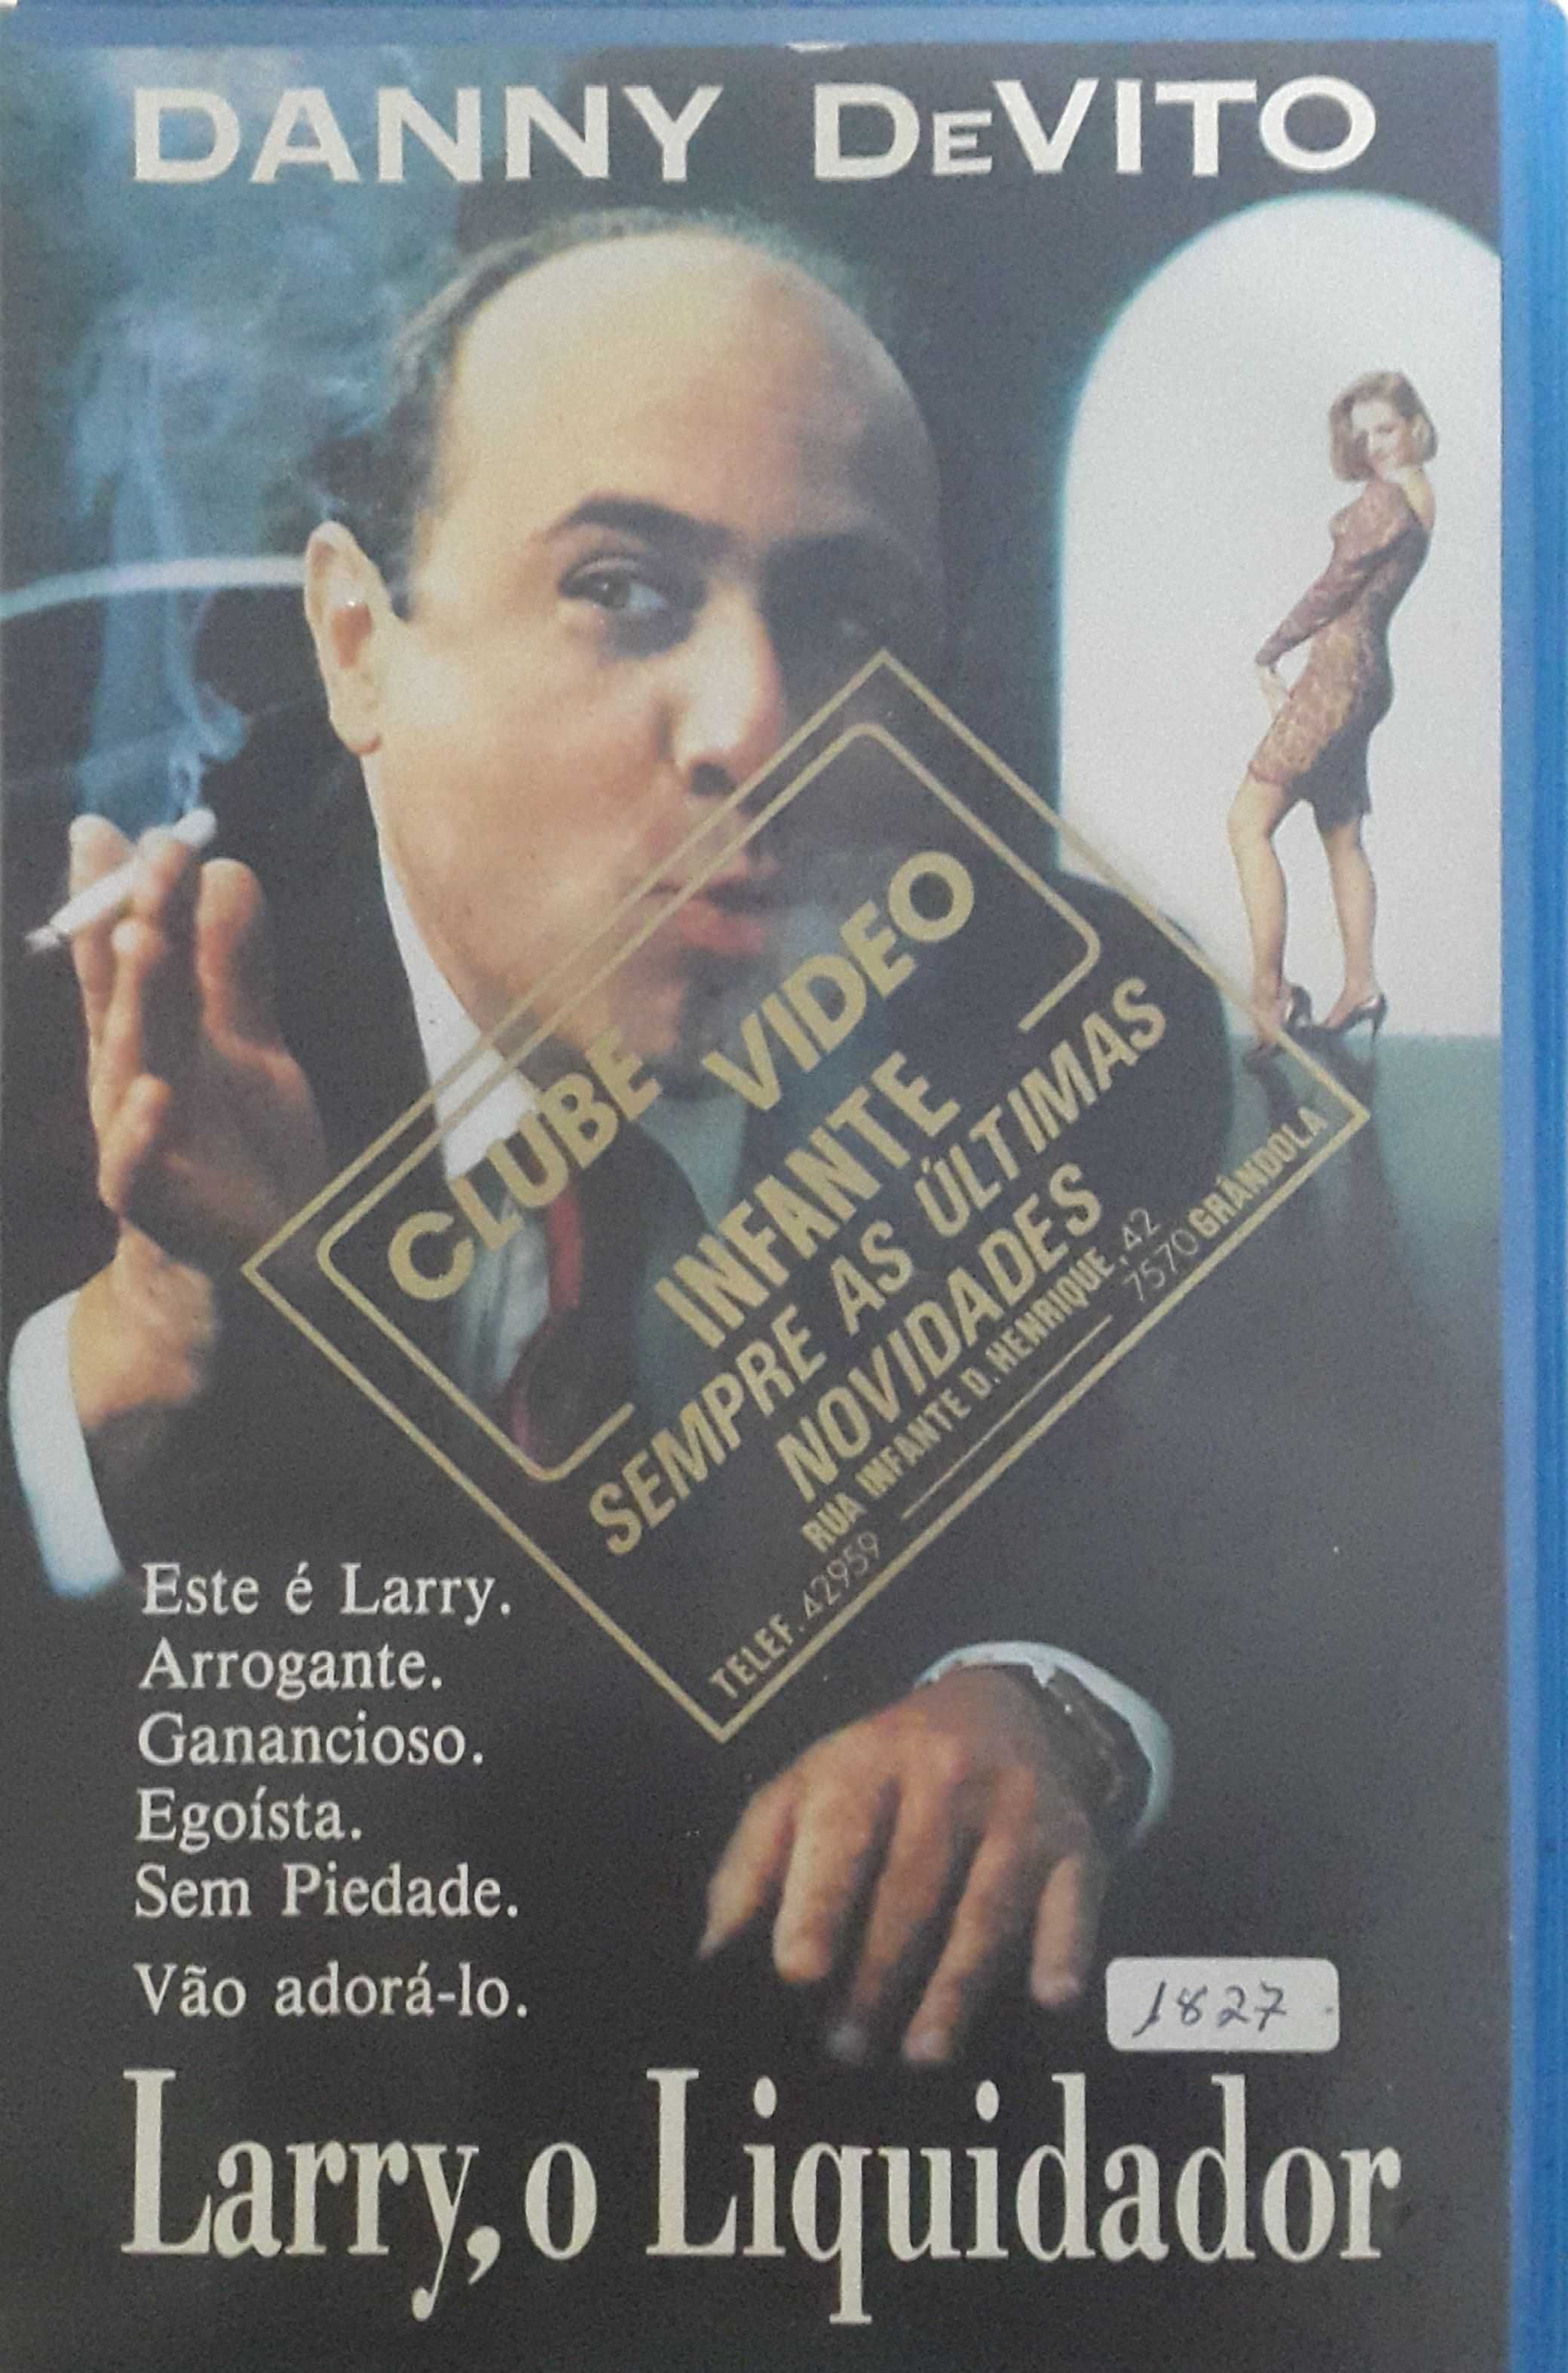 DANNY DeVITO
CLUBE VIDEO
INFANTE
SEMPRE AS ÚLTIMAS
NOVIDADES
RUA INFANTE D. HENRIQUE, 42
7570 GRÂNDOLA
TELEF. 42959
Este é Larry.
Arrogante.
Ganancioso.
Egoísta.
Sem Piedade.
Vão adorá-lo.
1827
Larry, o Liquidador